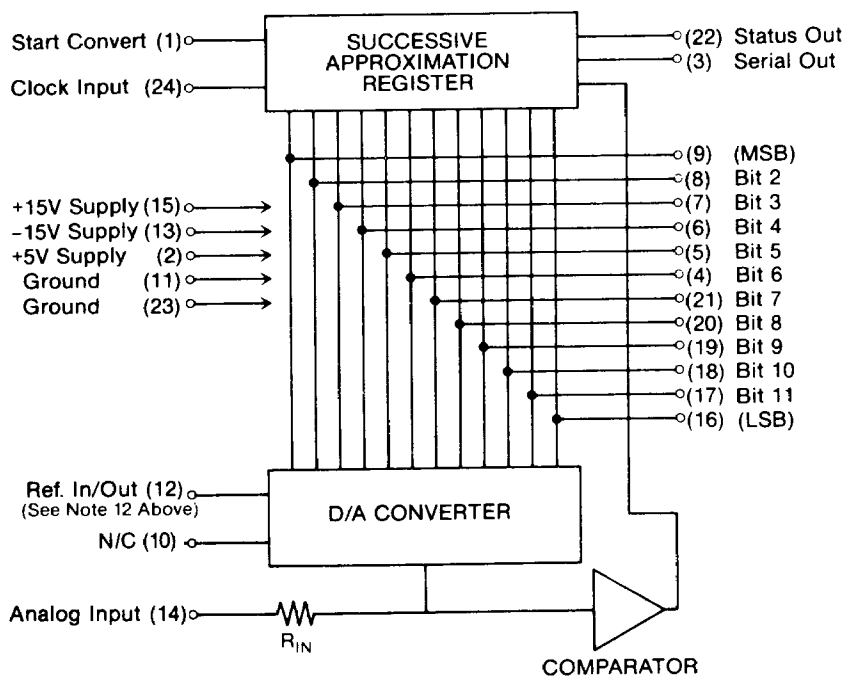 Start Convert (1)
Clock Input (24)
SUCCESSIVE
APPROXIMATION
REGISTER
(22) Status Out
(3) Serial Out
(9) (MSB)
(8) Bit 2
(7) Bit 3
(6) Bit 4
(5) Bit 5
(4) Bit 6
(21) Bit 7
(20) Bit 8
(19) Bit 9
(18) Bit 10
(17) Bit 11
(16) (LSB)
+15V Supply (15)
-15V Supply (13)
+5V Supply (2)
Ground (11)
Ground (23)
Ref. In/Out (12)
(See Note 12 Above)
N/C (10)
D/A CONVERTER
Analog Input (14)
RIN
COMPARATOR